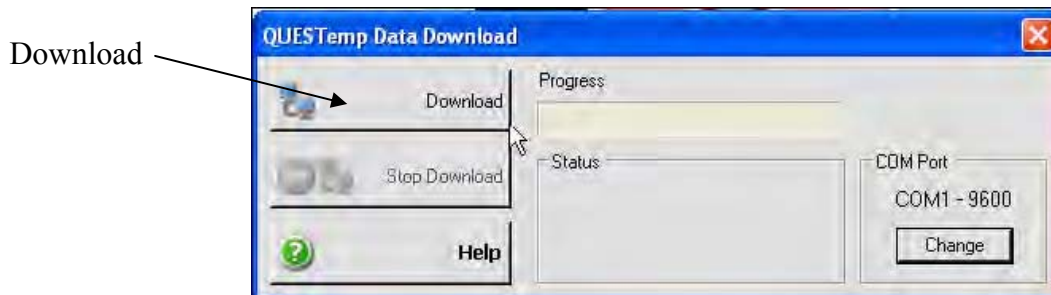 Download
QUESTemp Data Download
Download
Progress
Stop Download
Status
COM Port
COM1 - 9600
Help
Change